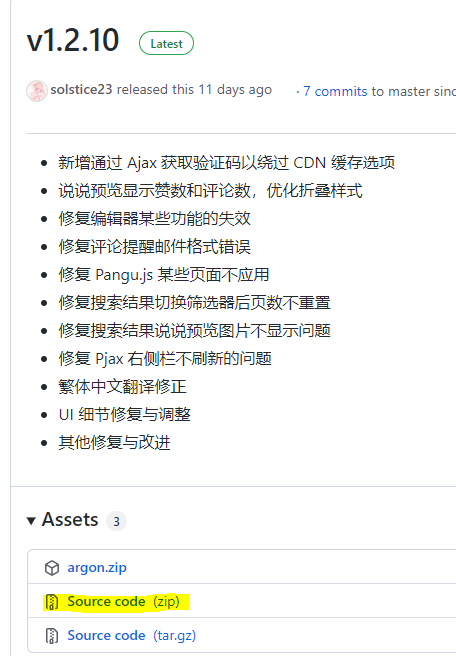 v1.2.10 Latest
solstice23 released this 11 days ago · 7 commits to master sinc
新增通过 Ajax 获取验证码以绕过 CDN 缓存选项
说说预览显示赞数和评论数，优化折叠样式
修复编辑器某些功能的失效
修复评论提醒邮件格式错误
修复 Pangu.js 某些页面不应用
修复搜索结果切换筛选器后页数不重置
修复搜索结果说说预览图片不显示问题
修复 Pjax 右侧栏不刷新的问题
繁体中文翻译修正
UI 细节修复与调整
其他修复与改进
Assets 3
argon.zip
Source code (zip)
Source code (tar.gz)